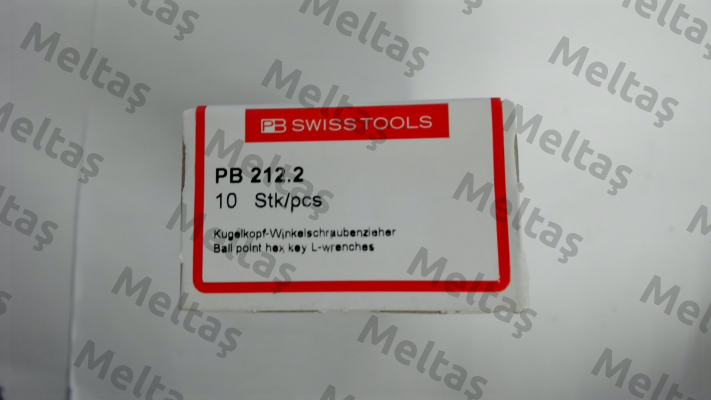 PB SWISS TOOLS
PB 212.2
10 Stk/pcs
Kugelkopf-Winkelschraubenzieher
Ball point hex key L-wrenches
Meltaş